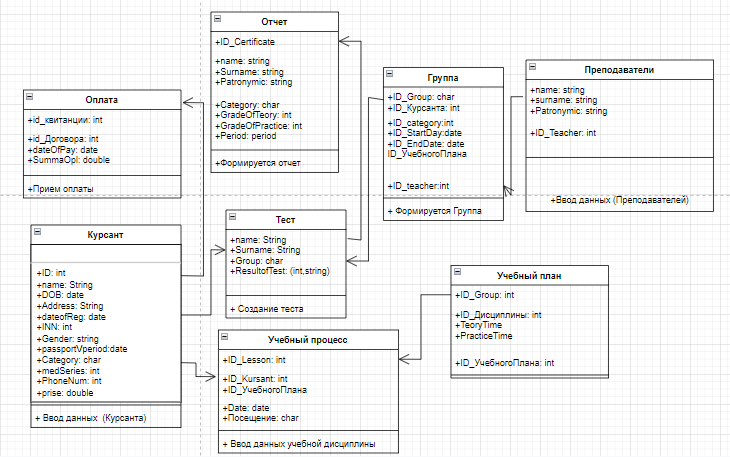 Отчет
+ID_Certificate
+name: string
+Surname: string
+Patronymic: string
+Category: char
+GradeOfTeory: int
+GradeOfPractice: int
+Period: period
+Формируется отчет
Группа
+ID_Group: char
+ID_Курсанта: int
+ID_category:int
+ID_StartDay:date
+ID_EndDate: date
ID_УчебногоПлана
+ID_teacher:int
+ Формируется Группа
Преподаватели
+name: string
+surname: string
+Patronymic: string
+ID_Teacher: int
+Ввод данных (Преподавателей)
Оплата
+id_квитанции: int
+id_Договора: int
+dateOfPay: date
+SummaOpl: double
+Прием оплаты
Курсант
+ID: int
+name: String
+DOB: date
+Address: String
+dateofReg: date
+INN: int
+Gender: string
+passportVperiod:date
+Category: char
+medSeries: int
+PhoneNum: int
+prise: double
+ Ввод данных (Курсанта)
Тест
+name: String
+Surname: String
+Group: char
+ResultofTest: (int,string)
+ Создание теста
Учебный план
+ID_Group: int
+ID_Дисциплины: int
+TeoryTime
+PracticeTime
+ID_УчебногоПлана: int
Учебный процесс
+ID_Lesson: int
+ID_Kursant: int
+ID_УчебногоПлана
+Date: date
+Посещение: char
+ Ввод данных учебной дисциплины